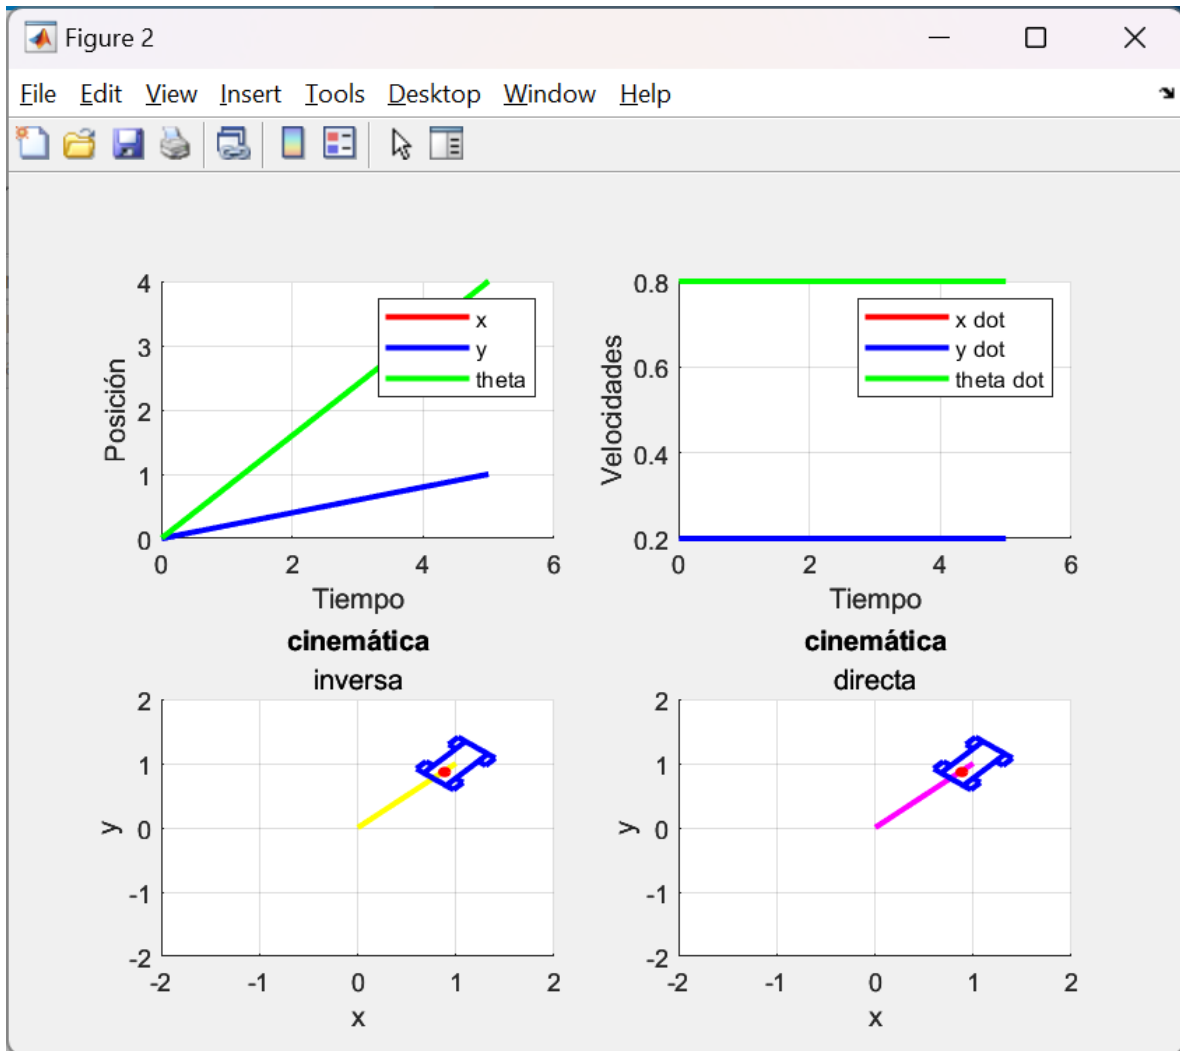 Figure 2
File Edit View Insert Tools Desktop Window Help
4
3
2
1
0
0 2 4 6
Posición
Tiempo
x
y
theta
0.8
0.6
0.4
0.2
0 2 4 6
Velocidades
Tiempo
x dot
y dot
theta dot
cinemática
inversa
2
1
0
-1
-2
-2 -1 0 1 2
y
x
cinemática
directa
2
1
0
-1
-2
-2 -1 0 1 2
y
x